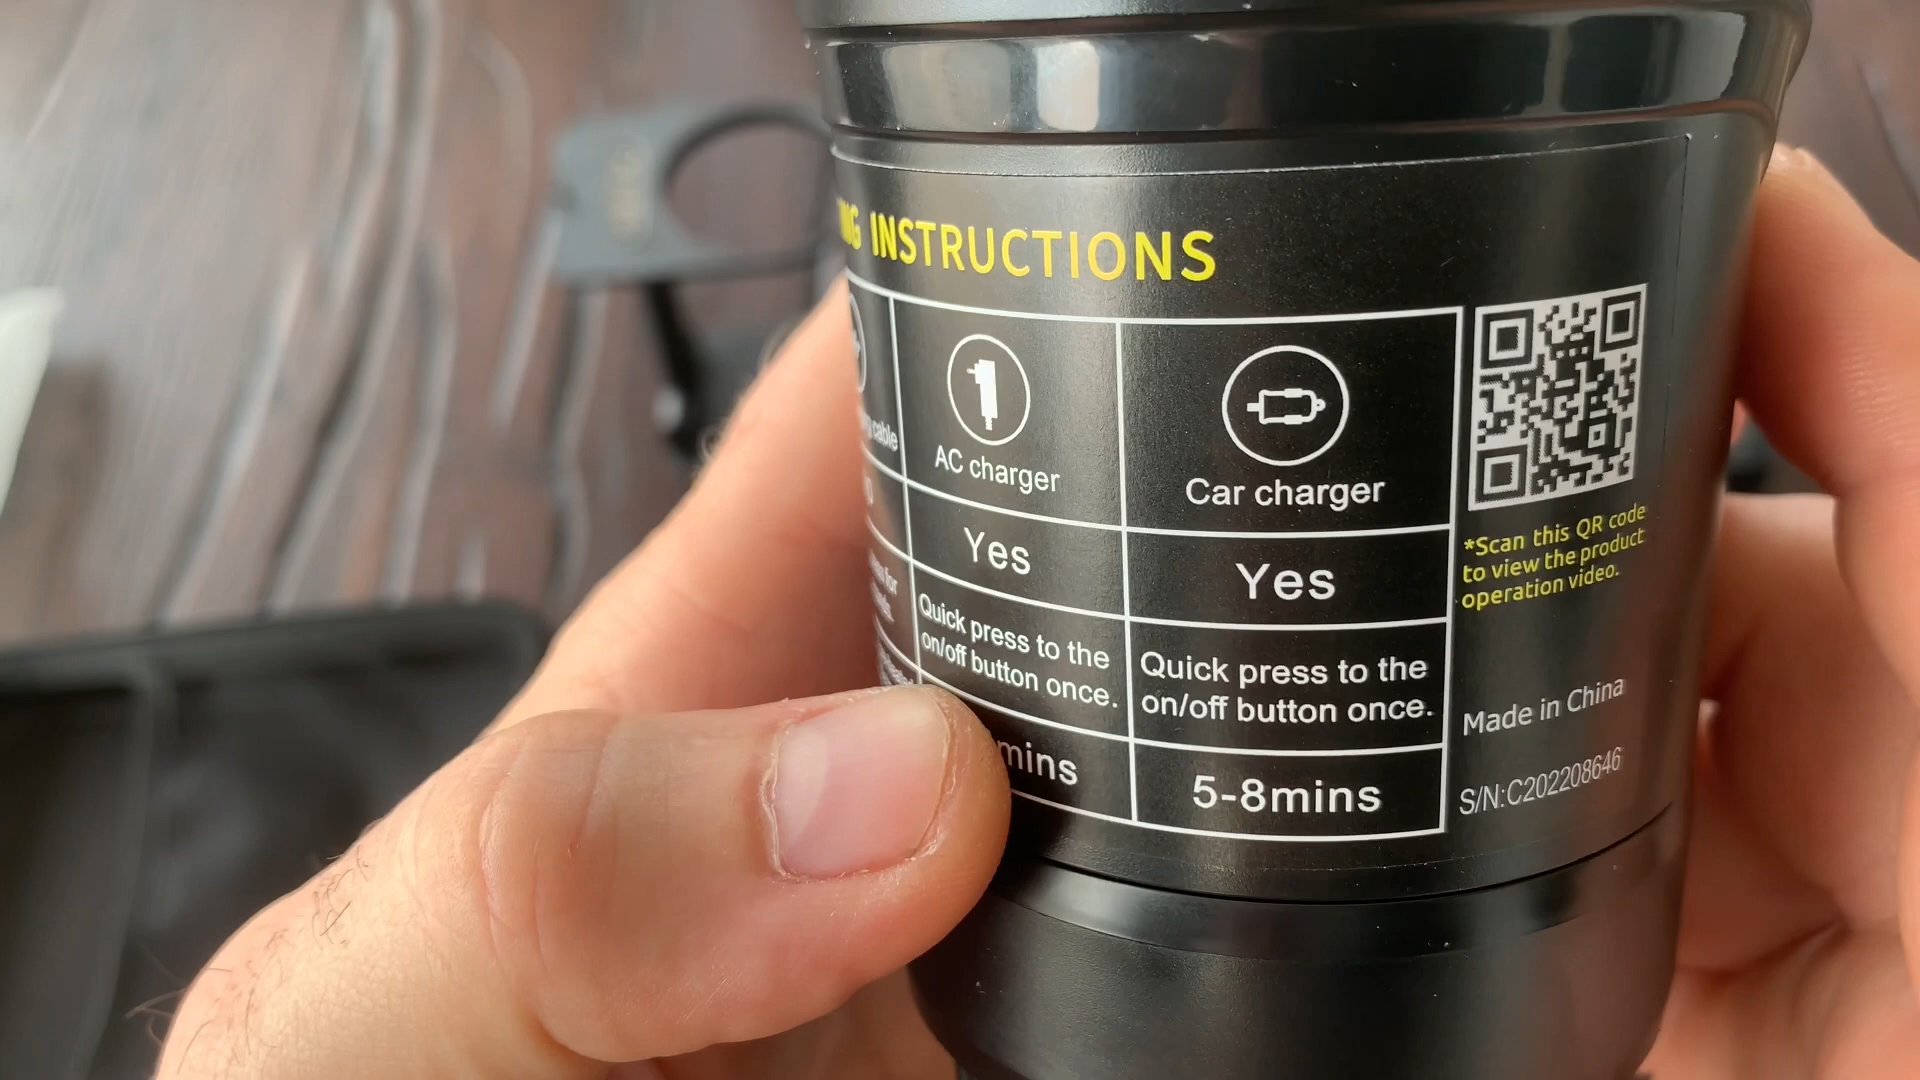 INSTRUCTIONS
cable
AC charger
Car charger
Yes
Yes
for
Quick press to the
on/off button once.
Quick press to the
on/off button once.
mins
5-8mins
*Scan this QR code
to view the product
operation video.
Made in China
S/N:C202208646